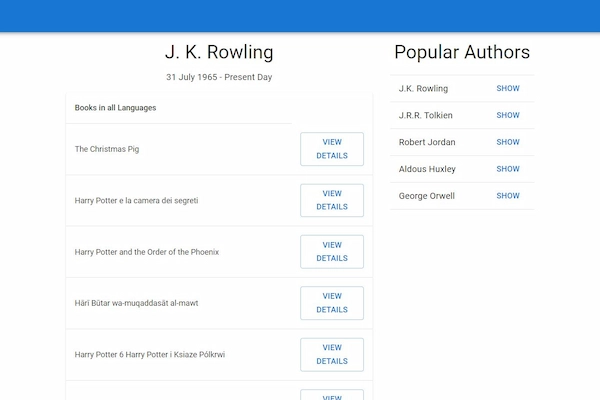 J. K. Rowling
31 July 1965 - Present Day
Books in all Languages
The Christmas Pig
VIEW
DETAILS
Harry Potter e la camera dei segreti
VIEW
DETAILS
Harry Potter and the Order of the Phoenix
VIEW
DETAILS
Hārī Būtar wa-muqaddasāt al-mawt
VIEW
DETAILS
Harry Potter 6 Harry Potter i Ksiaze Pólkrwi
VIEW
DETAILS
VIEW
Popular Authors
J.K. Rowling SHOW
J.R.R. Tolkien SHOW
Robert Jordan SHOW
Aldous Huxley SHOW
George Orwell SHOW